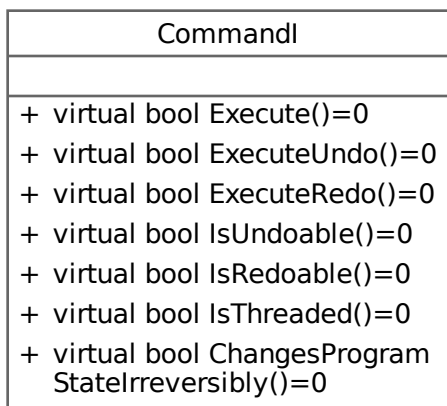 CommandI
+ virtual bool Execute()=0
+ virtual bool ExecuteUndo()=0
+ virtual bool ExecuteRedo()=0
+ virtual bool IsUndoable()=0
+ virtual bool IsRedoable()=0
+ virtual bool IsThreaded()=0
+ virtual bool ChangesProgram
StateIrreversibly()=0